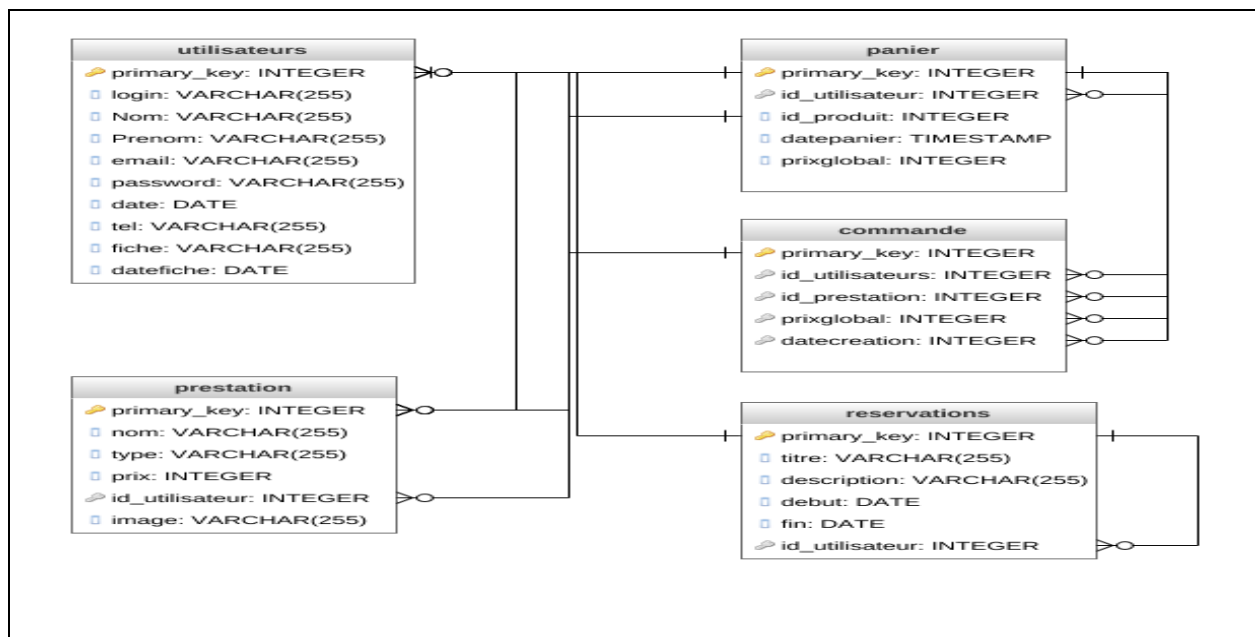 utilisateurs
primary_key: INTEGER
login: VARCHAR(255)
Nom: VARCHAR(255)
Prenom: VARCHAR(255)
email: VARCHAR(255)
password: VARCHAR(255)
date: DATE
tel: VARCHAR(255)
fiche: VARCHAR(255)
datefiche: DATE
prestation
primary_key: INTEGER
nom: VARCHAR(255)
type: VARCHAR(255)
prix: INTEGER
id_utilisateur: INTEGER
image: VARCHAR(255)
panier
primary_key: INTEGER
id_utilisateur: INTEGER
id_produit: INTEGER
datepanier: TIMESTAMP
prixglobal: INTEGER
commande
primary_key: INTEGER
id_utilisateurs: INTEGER
id_prestation: INTEGER
prixglobal: INTEGER
datecreation: INTEGER
reservations
primary_key: INTEGER
titre: VARCHAR(255)
description: VARCHAR(255)
debut: DATE
fin: DATE
id_utilisateur: INTEGER